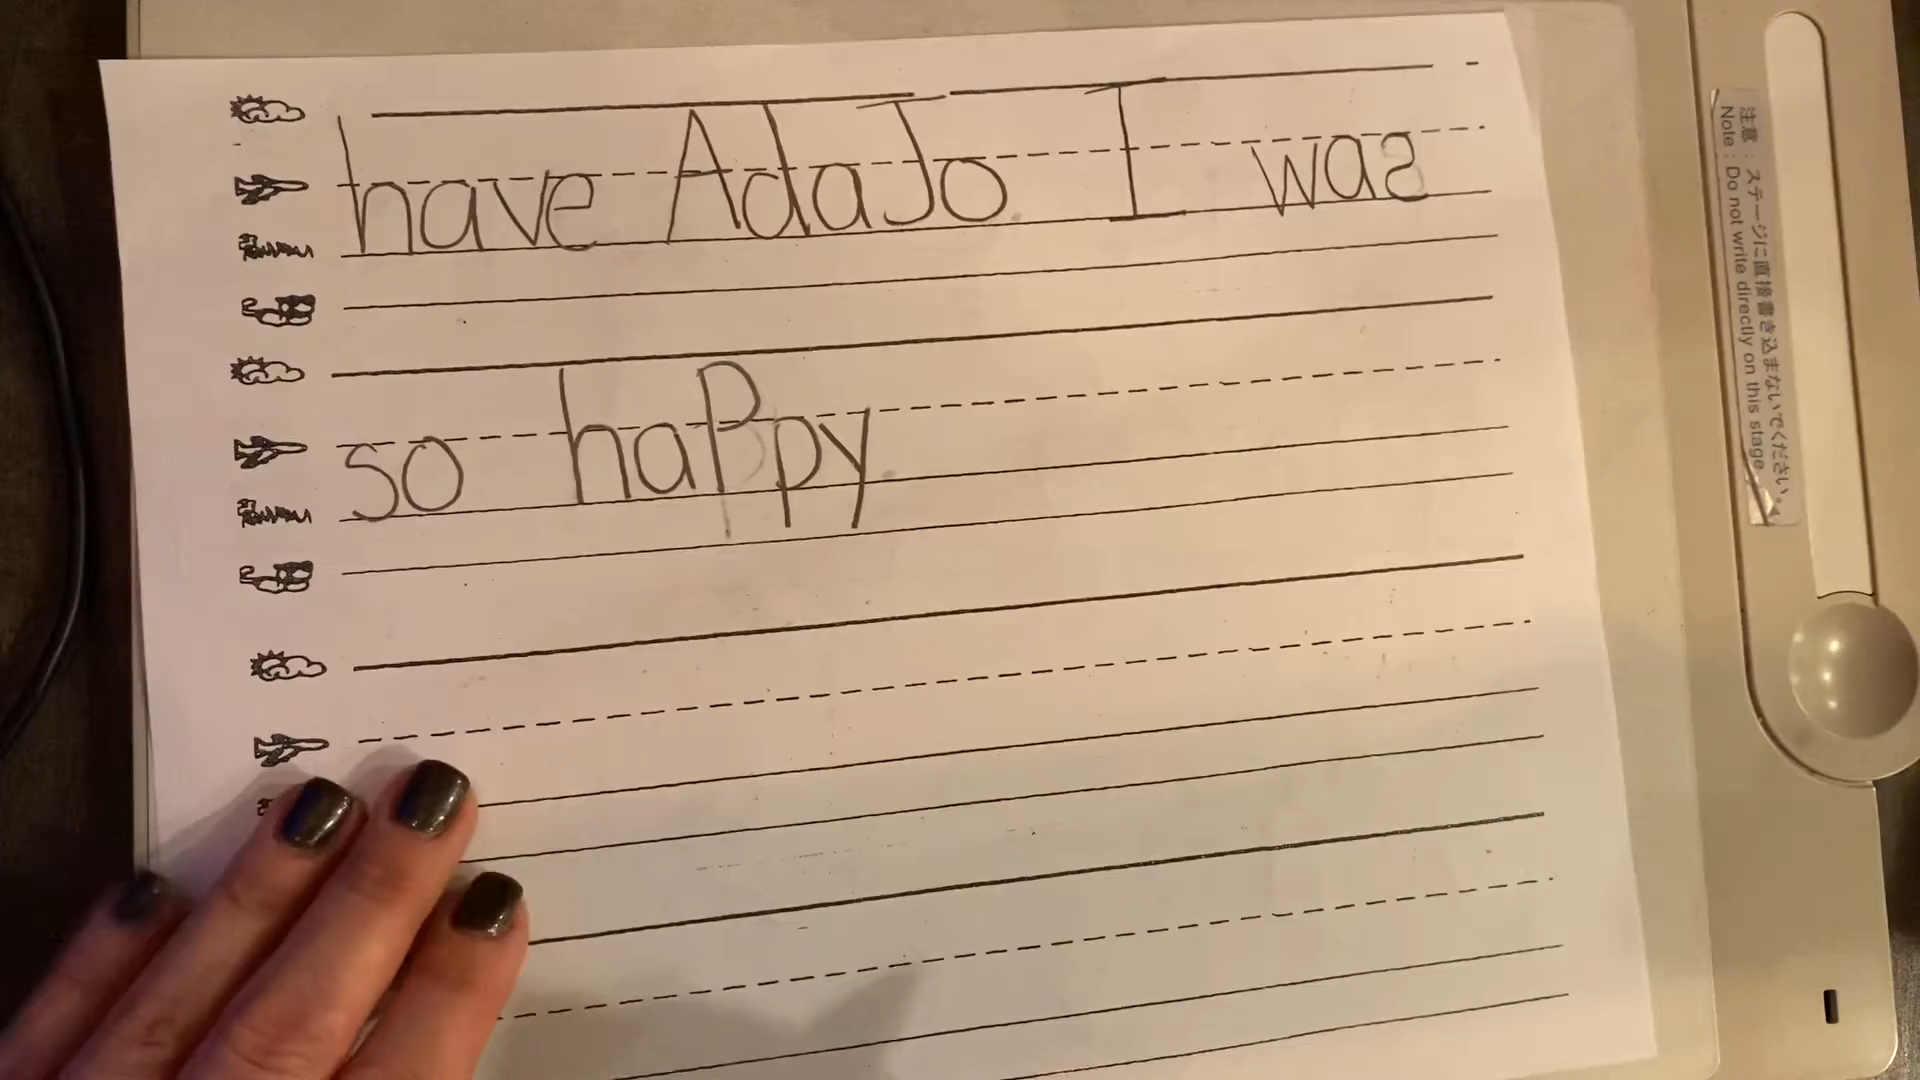 have AdaJo I was
so haPpy
注意：ステージに直接書き込まないでください。
Note : Do not write directly on this stage.